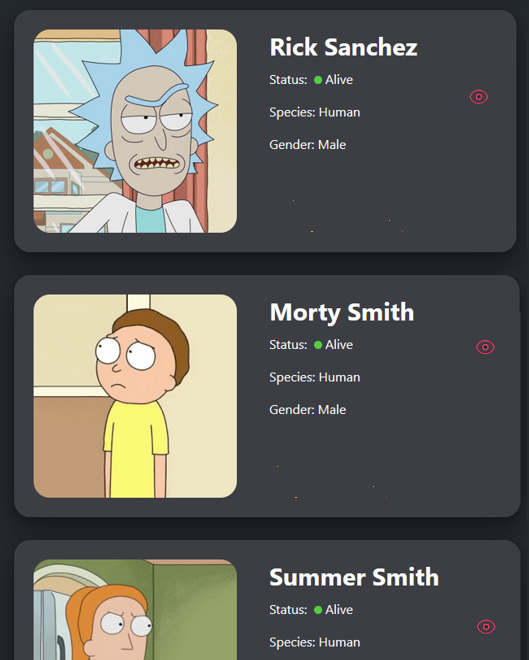 Rick Sanchez
Status: Alive
Species: Human
Gender: Male
Morty Smith
Status: Alive
Species: Human
Gender: Male
Summer Smith
Status: Alive
Species: Human